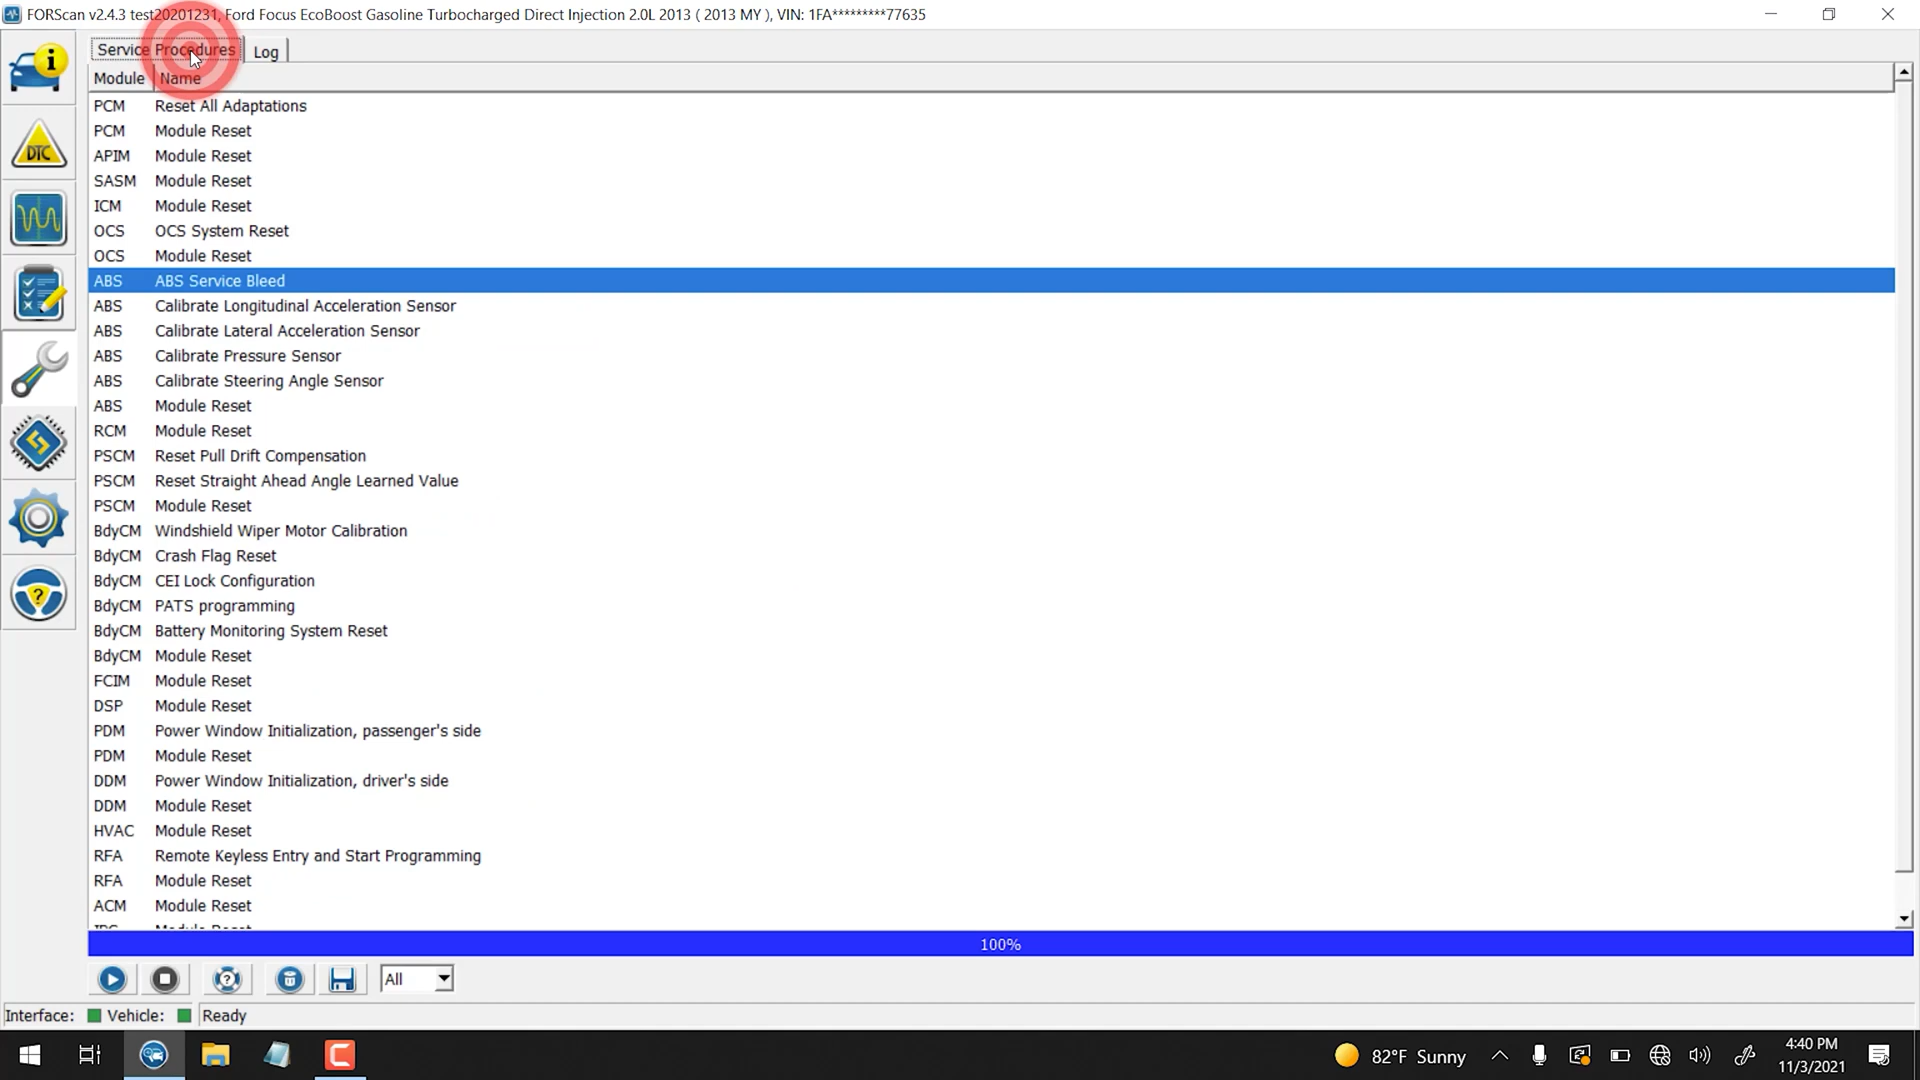 FORScan v2.4.3 test20201231, Ford Focus EcoBoost Gasoline Turbocharged Direct Injection 2.0L 2013 ( 2013 MY ), VIN: 1FA*********77635
Service Procedures Log
Module Name
PCM Reset All Adaptations
PCM Module Reset
APIM Module Reset
SASM Module Reset
ICM Module Reset
OCS OCS System Reset
OCS Module Reset
ABS ABS Service Bleed
ABS Calibrate Longitudinal Acceleration Sensor
ABS Calibrate Lateral Acceleration Sensor
ABS Calibrate Pressure Sensor
ABS Calibrate Steering Angle Sensor
ABS Module Reset
RCM Module Reset
PSCM Reset Pull Drift Compensation
PSCM Reset Straight Ahead Angle Learned Value
PSCM Module Reset
BdyCM Windshield Wiper Motor Calibration
BdyCM Crash Flag Reset
BdyCM CEI Lock Configuration
BdyCM PATS programming
BdyCM Battery Monitoring System Reset
BdyCM Module Reset
FCIM Module Reset
DSP Module Reset
PDM Power Window Initialization, passenger's side
PDM Module Reset
DDM Power Window Initialization, driver's side
DDM Module Reset
HVAC Module Reset
RFA Remote Keyless Entry and Start Programming
RFA Module Reset
ACM Module Reset
DTC
100%
All
Interface: Vehicle: Ready
82°F Sunny
4:40 PM
11/3/2021